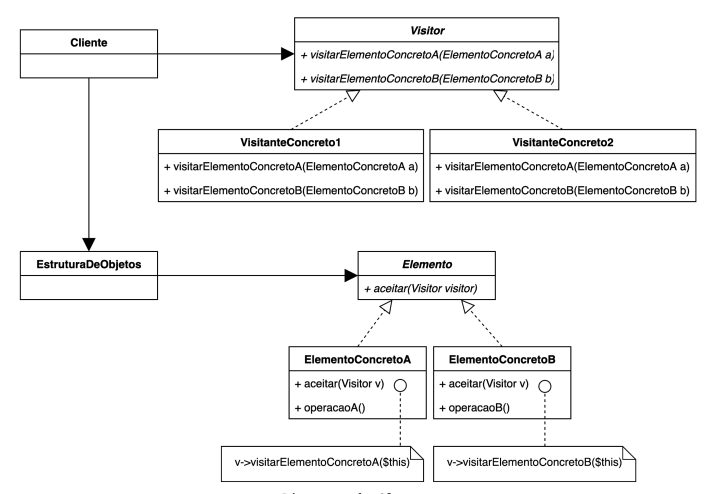 Cliente
Visitor
+ visitarElementoConcretoA(ElementoConcretoA a)
+ visitarElementoConcretoB(ElementoConcretoB b)
VisitanteConcreto1
+ visitarElementoConcretoA(ElementoConcretoA a)
+ visitarElementoConcretoB(ElementoConcretoB b)
VisitanteConcreto2
+ visitarElementoConcretoA(ElementoConcretoA a)
+ visitarElementoConcretoB(ElementoConcretoB b)
EstruturaDeObjetos
Elemento
+ aceitar(Visitor visitor)
ElementoConcretoA
+ aceitar(Visitor v)
+ operacaoA()
ElementoConcretoB
+ aceitar(Visitor v)
+ operacaoB()
v->visitarElementoConcretoA($this)
v->visitarElementoConcretoB($this)